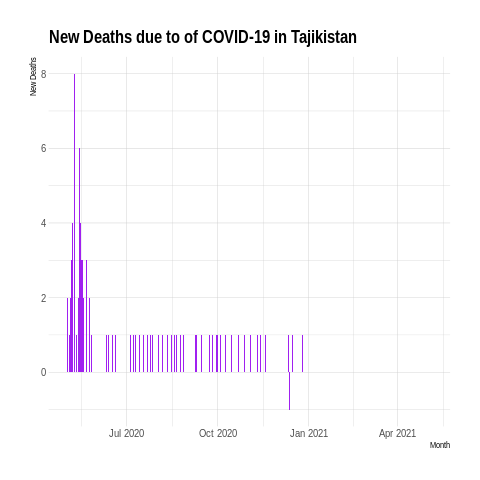 New Deaths due to of COVID-19 in Tajikistan
New Deaths
8
6
4
2
0
Jul 2020 Oct 2020 Jan 2021 Apr 2021
Month